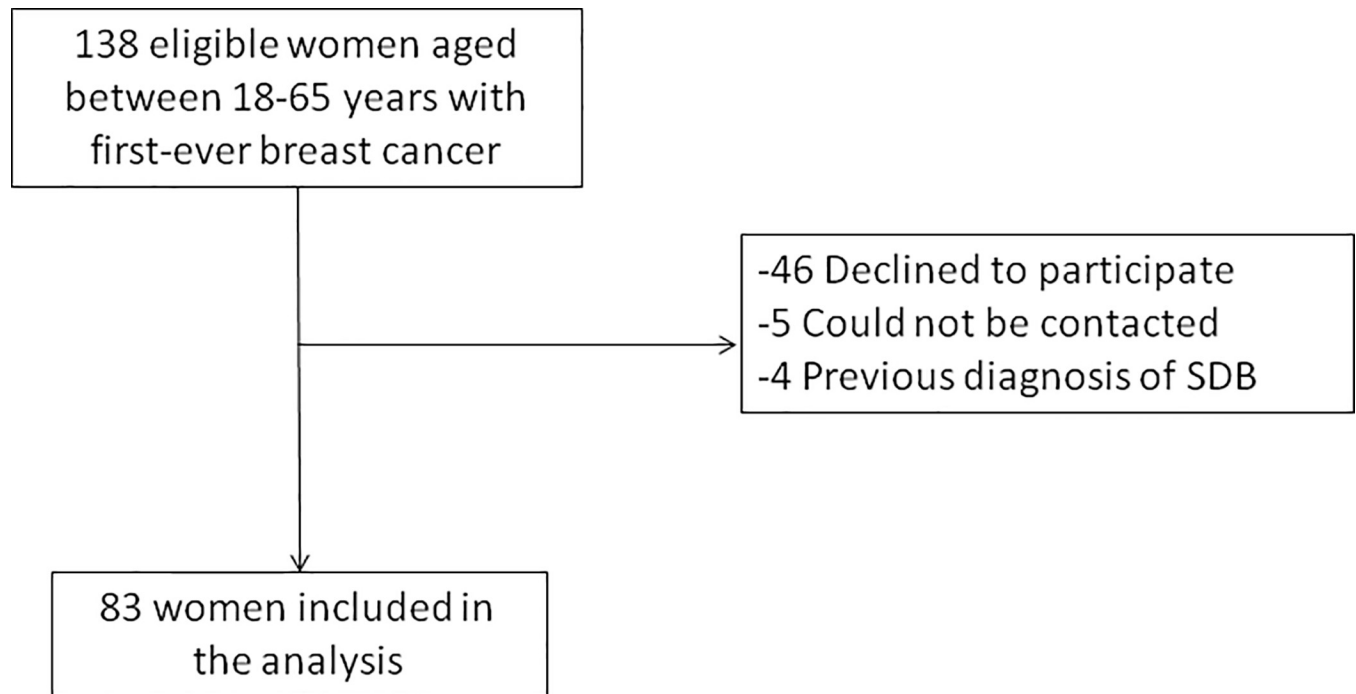 138 eligible women aged
between 18-65 years with
first-ever breast cancer
-46 Declined to participate
-5 Could not be contacted
-4 Previous diagnosis of SDB
83 women included in
the analysis